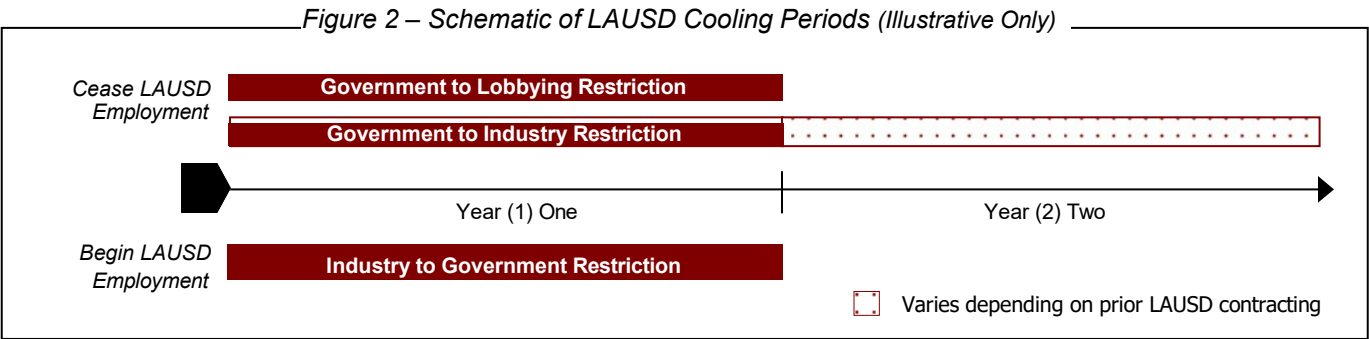 Figure 2 – Schematic of LAUSD Cooling Periods (Illustrative Only)
Cease LAUSD
Employment
Government to Lobbying Restriction
Government to Industry Restriction
Year (1) One
Year (2) Two
Begin LAUSD
Employment
Industry to Government Restriction
Varies depending on prior LAUSD contracting